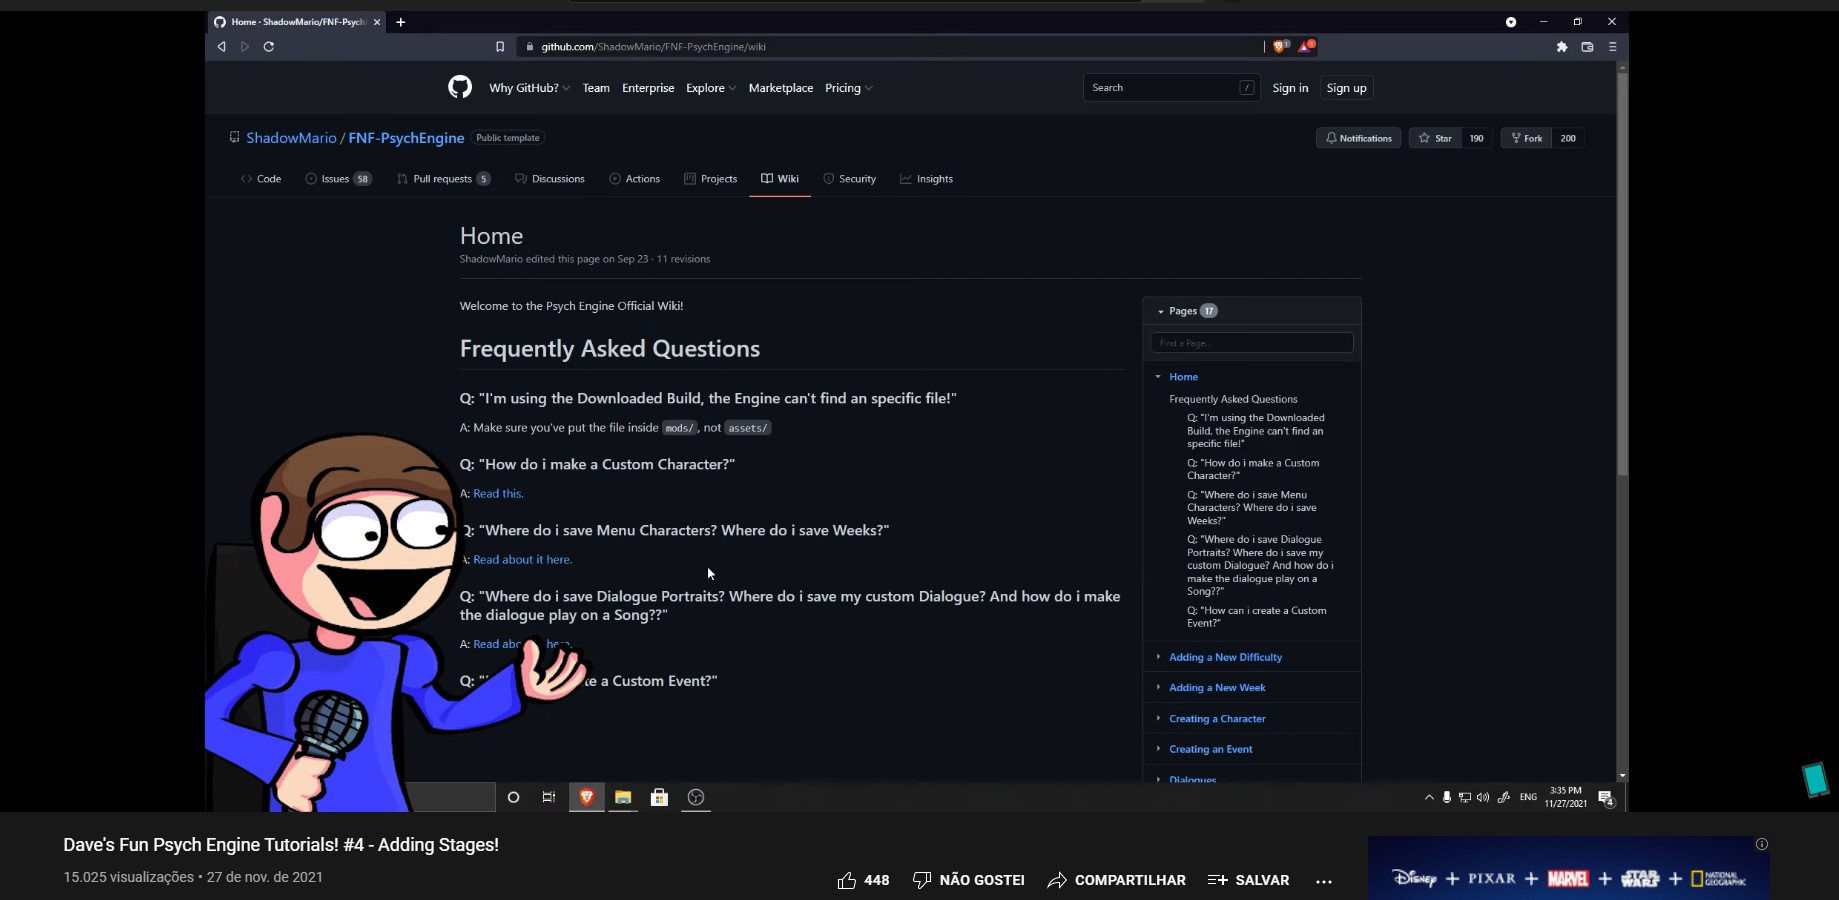 Home · ShadowMario/FNF-Psych
github.com/ShadowMario/FNF-PsychEngine/wiki
Why GitHub? Team Enterprise Explore Marketplace Pricing Search / Sign in Sign up
ShadowMario / FNF-PsychEngine Public template Notifications Star 190 Fork 200
Code Issues 58 Pull requests 5 Discussions Actions Projects Wiki Security Insights
Home
ShadowMario edited this page on Sep 23 · 11 revisions
Welcome to the Psych Engine Official Wiki!
Frequently Asked Questions
Q: "I'm using the Downloaded Build, the Engine can't find an specific file!"
A: Make sure you've put the file inside mods/, not assets/
Q: "How do i make a Custom Character?"
A: Read this.
Q: "Where do i save Menu Characters? Where do i save Weeks?"
A: Read about it here.
Q: "Where do i save Dialogue Portraits? Where do i save my custom Dialogue? And how do i make
the dialogue play on a Song??"
A: Read here.
Q: a Custom Event?"
Pages 17
Find a Page...
Home
Frequently Asked Questions
Q: "I'm using the Downloaded
Build, the Engine can't find an
specific file!"
Q: "How do i make a Custom
Character?"
Q: "Where do i save Menu
Characters? Where do i save
Weeks?"
Q: "Where do i save Dialogue
Portraits? Where do i save my
custom Dialogue? And how do i
make the dialogue play on a
Song??"
Q: "How can i create a Custom
Event?"
Adding a New Difficulty
Adding a New Week
Creating a Character
Creating an Event
Dialogues
ENG
3:35 PM
11/27/2021
4
Dave's Fun Psych Engine Tutorials! #4 - Adding Stages!
15.025 visualizações • 27 de nov. de 2021
448 NÃO GOSTEI COMPARTILHAR SALVAR
Disney + PIXAR + MARVEL + STAR WARS + NATIONAL GEOGRAPHIC